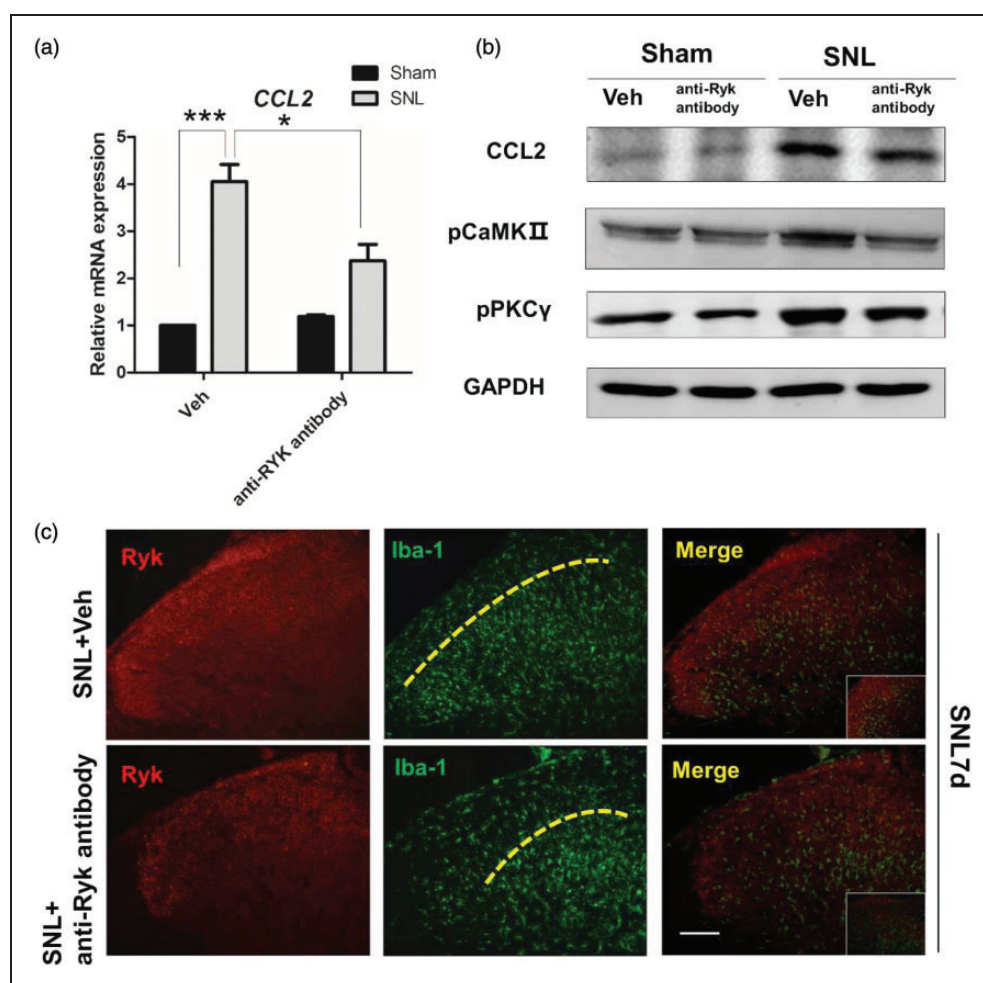 (a)
Sham
SNL
CCL2
***
*
Relative mRNA expression
5
4
3
2
1
0
Veh
anti-RYK antibody
(b)
Sham
SNL
Veh
anti-Ryk
antibody
Veh
anti-Ryk
antibody
CCL2
pCaMKⅡ
pPKCγ
GAPDH
(c)
SNL+Veh
Ryk
Iba-1
Merge
SNL+
anti-Ryk antibody
Ryk
Iba-1
Merge
SNL7d